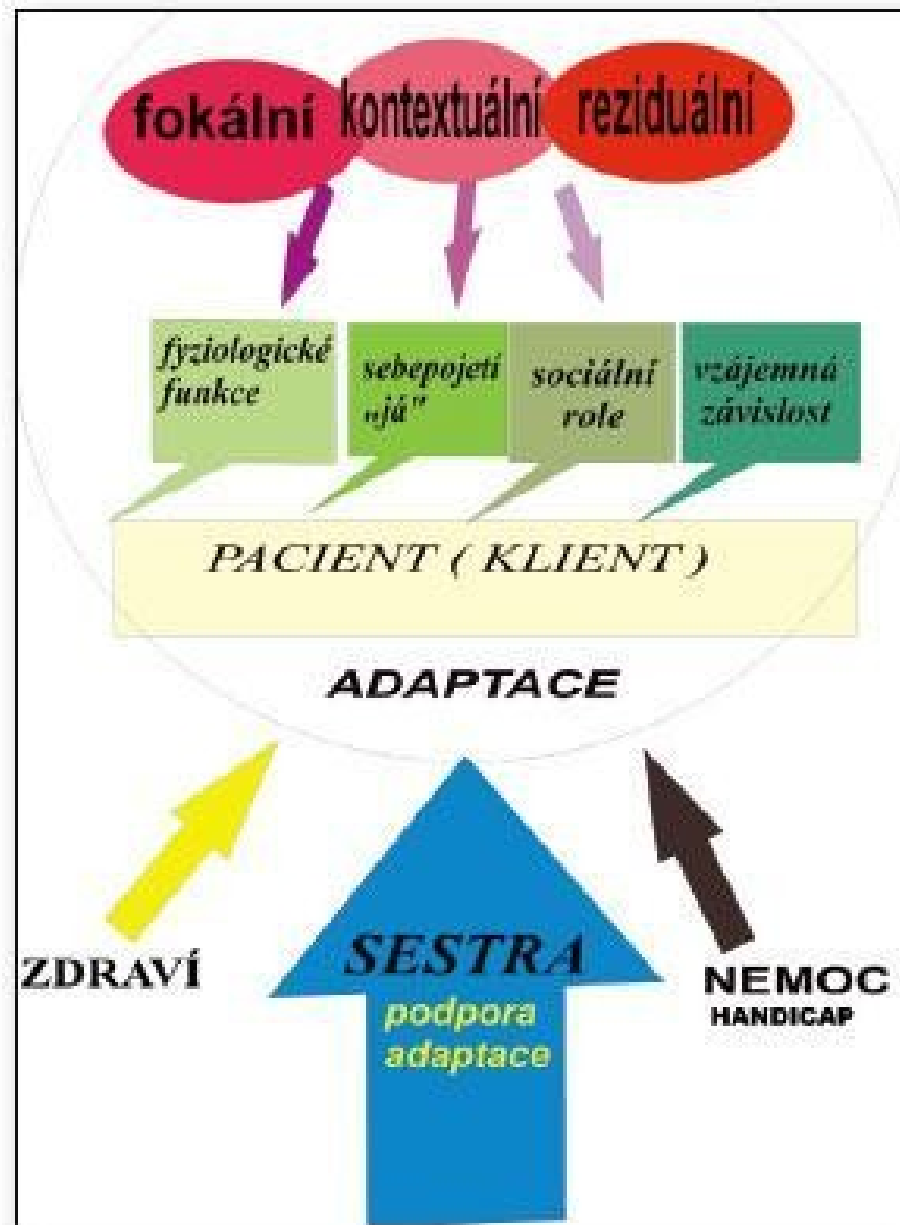 fokální kontextuální reziduální
fyziologické
funkce
sebepojetí
„já"
sociální
role
vzájemná
závislost
PACIENT ( KLIENT )
ADAPTACE
ZDRAVÍ
SESTRA
podpora
adaptace
NEMOC
HANDICAP